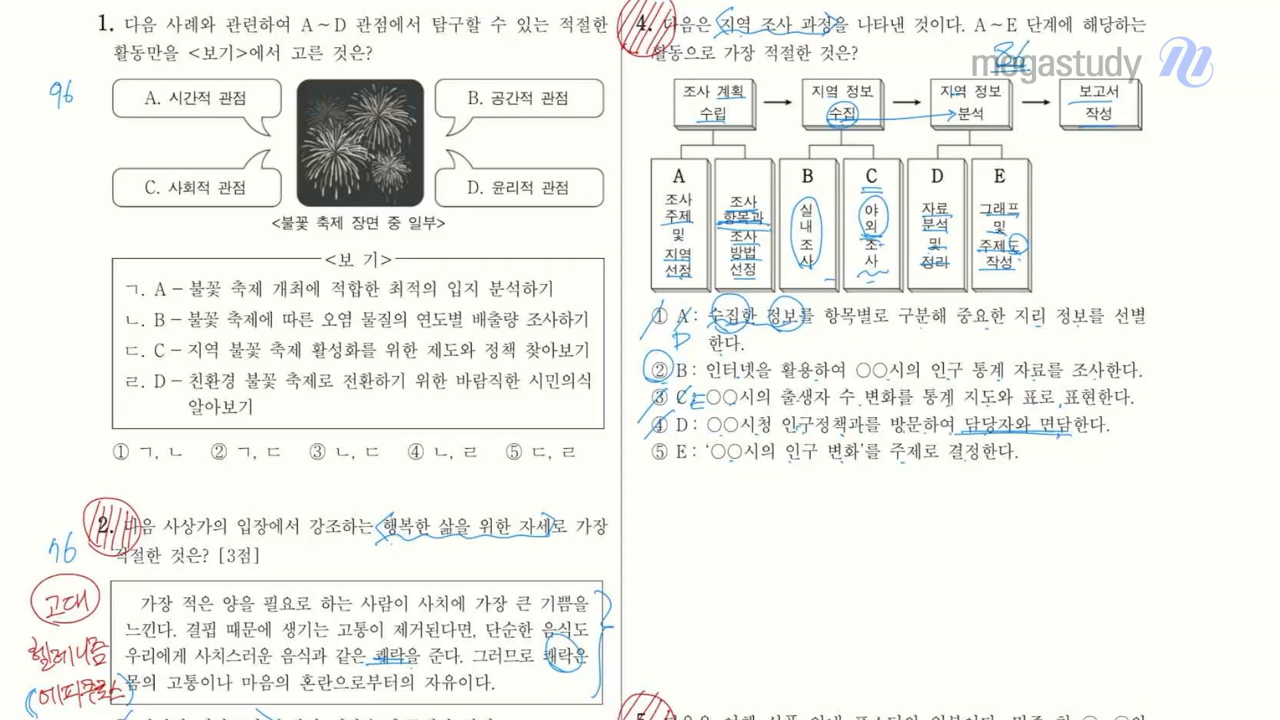 1. 다음 사례와 관련하여 A～D 관점에서 탐구할 수 있는 적절한
활동만을 <보기>에서 고른 것은?
96
A. 시간적 관점
B. 공간적 관점
C. 사회적 관점
D. 윤리적 관점
<불꽃 축제 장면 중 일부>
<보 기>
ㄱ. A－불꽃 축제 개최에 적합한 최적의 입지 분석하기
ㄴ. B－불꽃 축제에 따른 오염 물질의 연도별 배출량 조사하기
ㄷ. C－지역 불꽃 축제 활성화를 위한 제도와 정책 찾아보기
ㄹ. D－친환경 불꽃 축제로 전환하기 위한 바람직한 시민의식
알아보기
① ㄱ, ㄴ ② ㄱ, ㄷ ③ ㄴ, ㄷ ④ ㄴ, ㄹ ⑤ ㄷ, ㄹ
2. 다음 사상가의 입장에서 강조하는 행복한 삶을 위한 자세로 가장
적절한 것은? [3점]
76
고대
헬레니즘
에피쿠로스
가장 적은 양을 필요로 하는 사람이 사치에 가장 큰 기쁨을
느낀다. 결핍 때문에 생기는 고통이 제거된다면, 단순한 음식도
우리에게 사치스러운 음식과 같은 쾌락을 준다. 그러므로 쾌락은
몸의 고통이나 마음의 혼란으로부터의 자유이다.
4. 다음은 지역 조사 과정을 나타낸 것이다. A～E 단계에 해당하는
활동으로 가장 적절한 것은?
86
megastudy
조사 계획
수립
지역 정보
수집
지역 정보
분석
보고서
작성
A
조사
주제
및
지역
선정
조사
항목과
조사
방법
선정
B
실
내
조
사
C
야
외
조
사
D
자료
분석
및
정리
E
그래프
및
주제도
작성
① A: 수집한 정보를 항목별로 구분해 중요한 지리 정보를 선별
한다.
D
② B: 인터넷을 활용하여 ○○시의 인구 통계 자료를 조사한다.
③ C: ○○시의 출생자 수 변화를 통계 지도와 표로 표현한다.
E
④ D: ○○시청 인구정책과를 방문하여 담당자와 면담한다.
⑤ E: ‘○○시의 인구 변화’를 주제로 결정한다.
5.